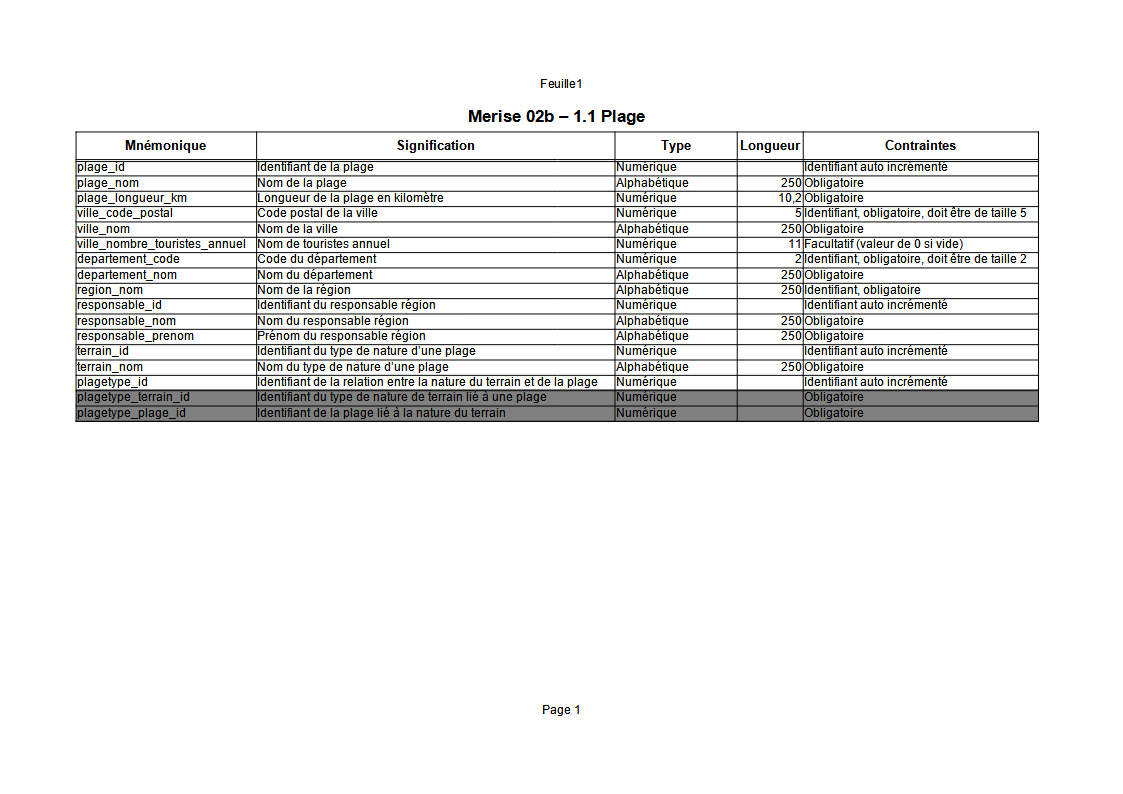 Feuille1
Merise 02b – 1.1 Plage
Mnémonique Signification Type Longueur Contraintes
plage_id Identifiant de la plage Numérique Identifiant auto incrémenté
plage_nom Nom de la plage Alphabétique 250 Obligatoire
plage_longueur_km Longueur de la plage en kilomètre Numérique 10,2 Obligatoire
ville_code_postal Code postal de la ville Numérique 5 Identifiant, obligatoire, doit être de taille 5
ville_nom Nom de la ville Alphabétique 250 Obligatoire
ville_nombre_touristes_annuel Nom de touristes annuel Numérique 11 Facultatif (valeur de 0 si vide)
departement_code Code du département Numérique 2 Identifiant, obligatoire, doit être de taille 2
departement_nom Nom du département Alphabétique 250 Obligatoire
region_nom Nom de la région Alphabétique 250 Identifiant, obligatoire
responsable_id Identifiant du responsable région Numérique Identifiant auto incrémenté
responsable_nom Nom du responsable région Alphabétique 250 Obligatoire
responsable_prenom Prénom du responsable région Alphabétique 250 Obligatoire
terrain_id Identifiant du type de nature d'une plage Numérique Identifiant auto incrémenté
terrain_nom Nom du type de nature d'une plage Alphabétique 250 Obligatoire
plagetype_id Identifiant de la relation entre la nature du terrain et de la plage Numérique Identifiant auto incrémenté
plagetype_terrain_id Identifiant du type de nature de terrain lié à une plage Numérique Obligatoire
plagetype_plage_id Identifiant de la plage lié à la nature du terrain Numérique Obligatoire
Page 1